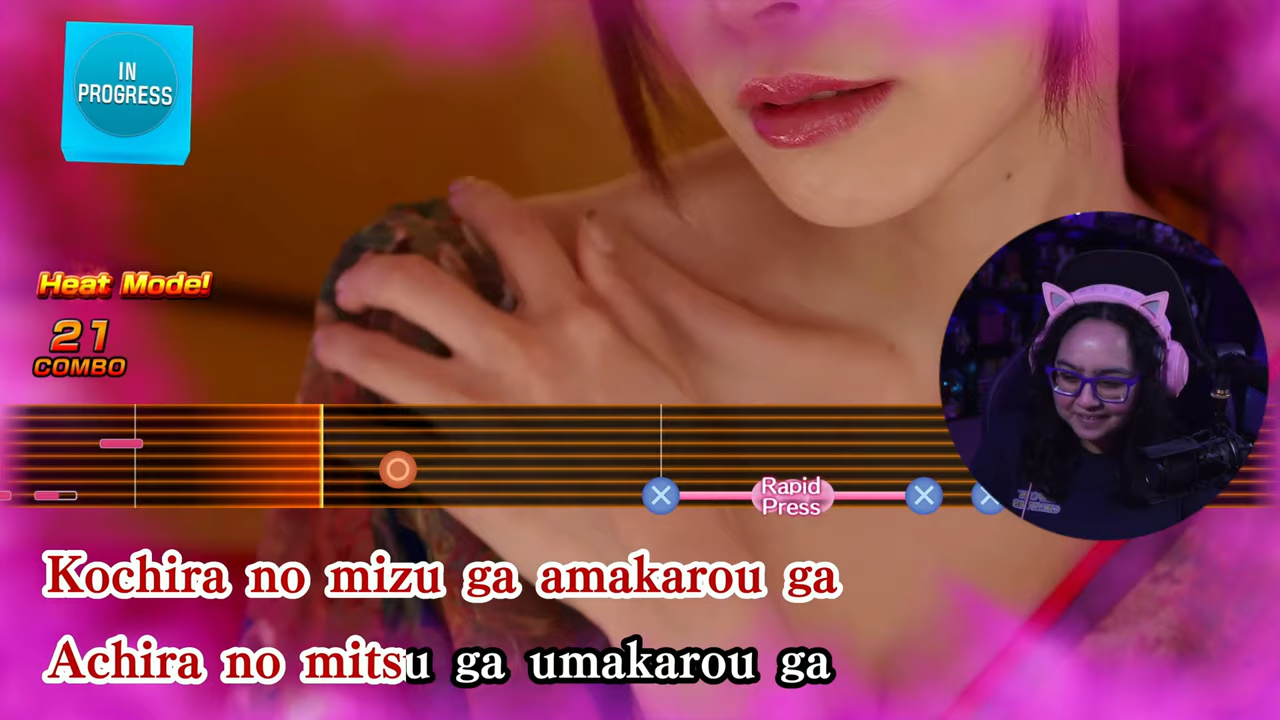 IN
PROGRESS
Heat Mode!
21
COMBO
Rapid
Press
Kochira no mizu ga amakarou ga
Achira no mitsu ga umakarou ga